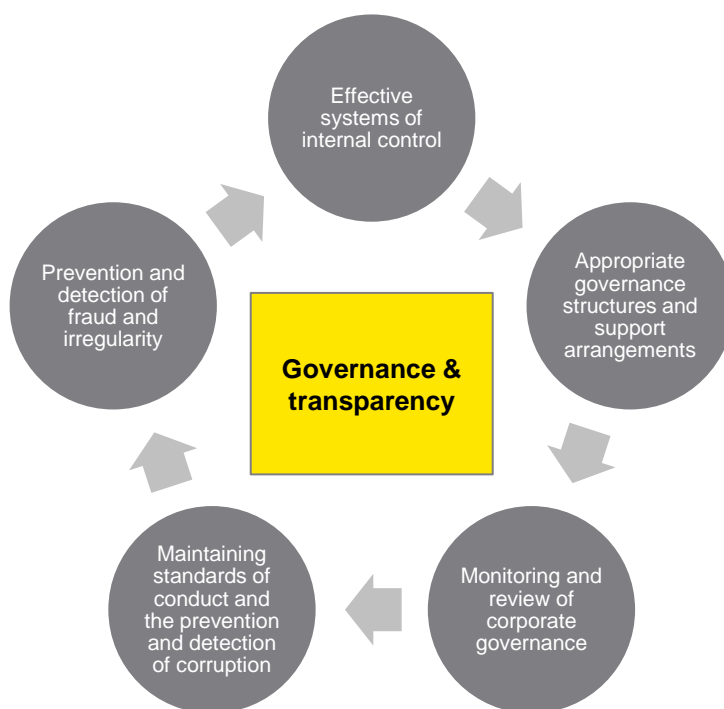 Effective
systems of
internal control
Appropriate
governance
structures and
support
arrangements
Monitoring and
review of
corporate
governance
Maintaining
standards of
conduct and
the prevention
and detection
of corruption
Prevention and
detection of
fraud and
irregularity
Governance &
transparency